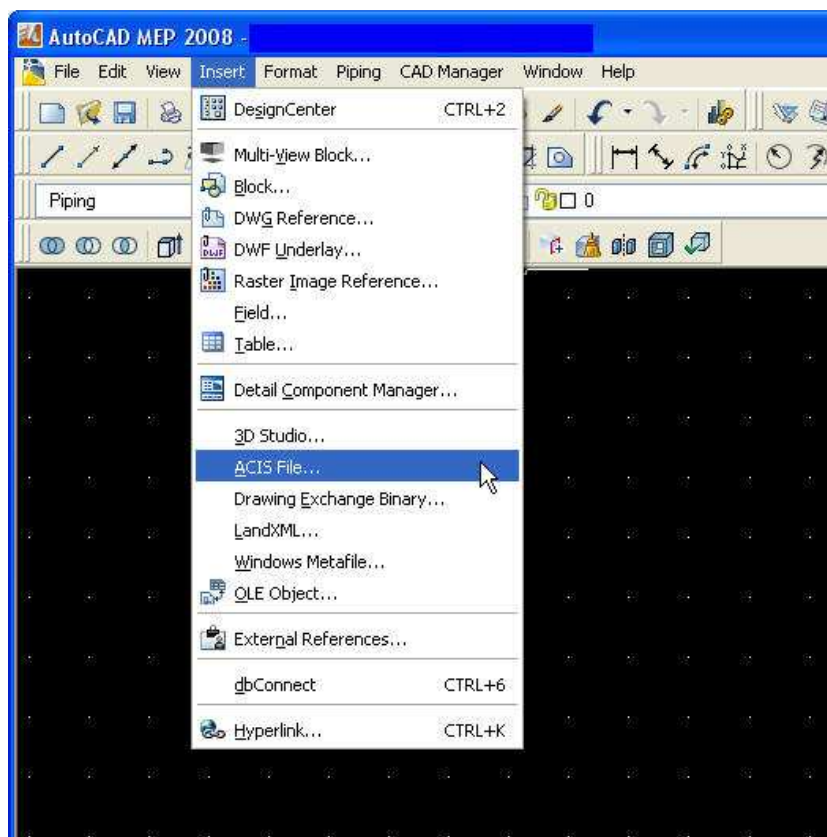 AutoCAD MEP 2008 -
File Edit View Insert Format Piping CAD Manager Window Help
DesignCenter CTRL+2
Multi-View Block...
Block...
Piping
0
DWG Reference...
DWF Underlay...
Raster Image Reference...
Field...
Table...
Detail Component Manager...
3D Studio...
ACIS File...
Drawing Exchange Binary...
LandXML...
Windows Metafile...
OLE Object...
External References...
dbConnect CTRL+6
Hyperlink... CTRL+K